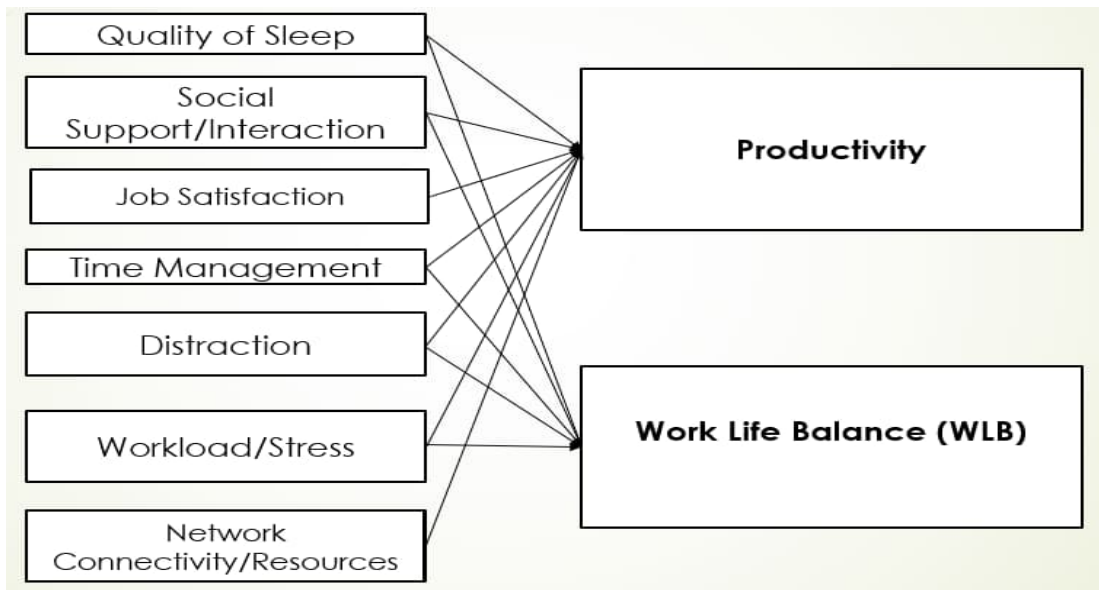 Quality of Sleep
Social
Support/Interaction
Job Satisfaction
Time Management
Distraction
Workload/Stress
Network
Connectivity/Resources
Productivity
Work Life Balance (WLB)